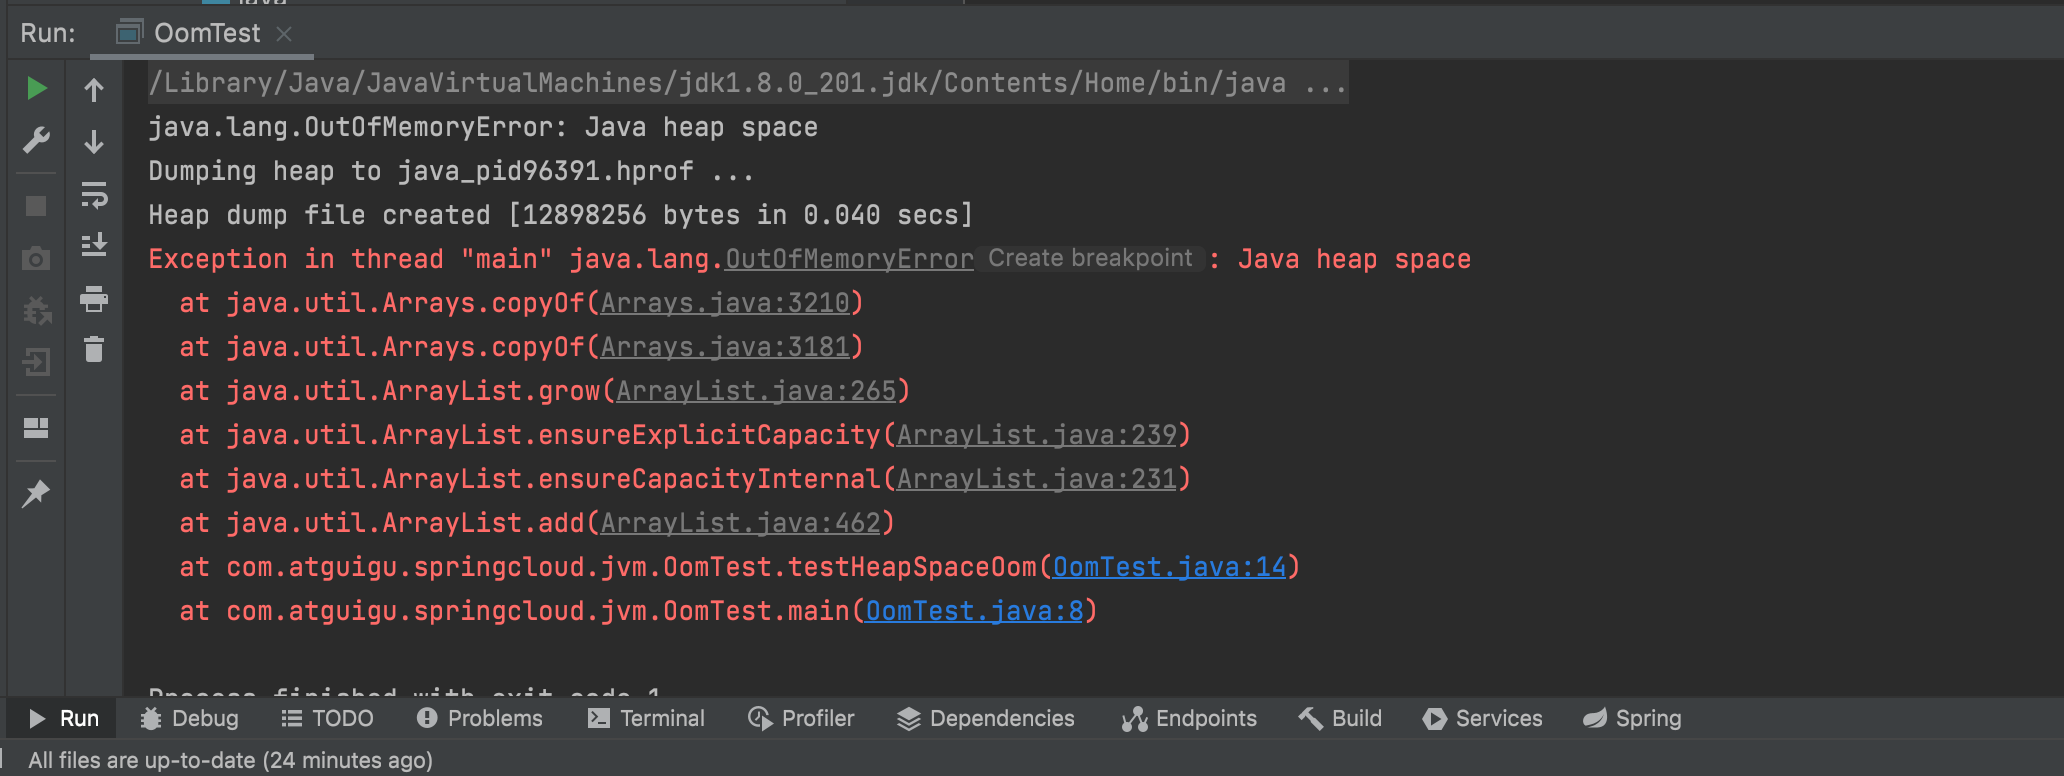 java
Run: OomTest
/Library/Java/JavaVirtualMachines/jdk1.8.0_201.jdk/Contents/Home/bin/java ...
java.lang.OutOfMemoryError: Java heap space
Dumping heap to java_pid96391.hprof ...
Heap dump file created [12898256 bytes in 0.040 secs]
Exception in thread "main" java.lang.OutOfMemoryError Create breakpoint : Java heap space
at java.util.Arrays.copyOf(Arrays.java:3210)
at java.util.Arrays.copyOf(Arrays.java:3181)
at java.util.ArrayList.grow(ArrayList.java:265)
at java.util.ArrayList.ensureExplicitCapacity(ArrayList.java:239)
at java.util.ArrayList.ensureCapacityInternal(ArrayList.java:231)
at java.util.ArrayList.add(ArrayList.java:462)
at com.atguigu.springcloud.jvm.OomTest.testHeapSpaceOom(OomTest.java:14)
at com.atguigu.springcloud.jvm.OomTest.main(OomTest.java:8)
Process finished with exit code 1
Run Debug TODO Problems Terminal Profiler Dependencies Endpoints Build Services Spring
All files are up-to-date (24 minutes ago)